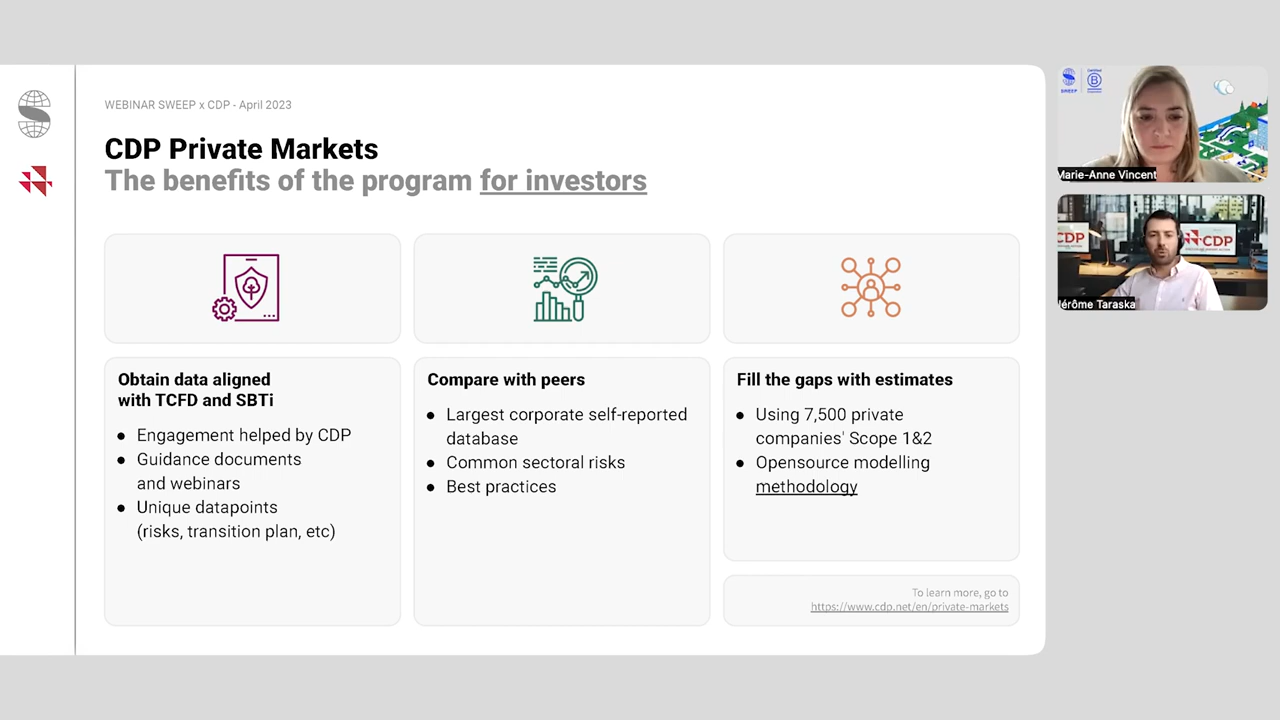 WEBINAR SWEEP x CDP - April 2023
CDP Private Markets
The benefits of the program for investors
Obtain data aligned
with TCFD and SBTi
● Engagement helped by CDP
● Guidance documents
and webinars
● Unique datapoints
(risks, transition plan, etc)
Compare with peers
● Largest corporate self-reported
database
● Common sectoral risks
● Best practices
Fill the gaps with estimates
● Using 7,500 private
companies' Scope 1&2
● Opensource modelling
methodology
To learn more, go to
https://www.cdp.net/en/private-markets
SWEEP
Certified
B
Marie-Anne Vincent
CDP
CDP
Jérôme Taraska